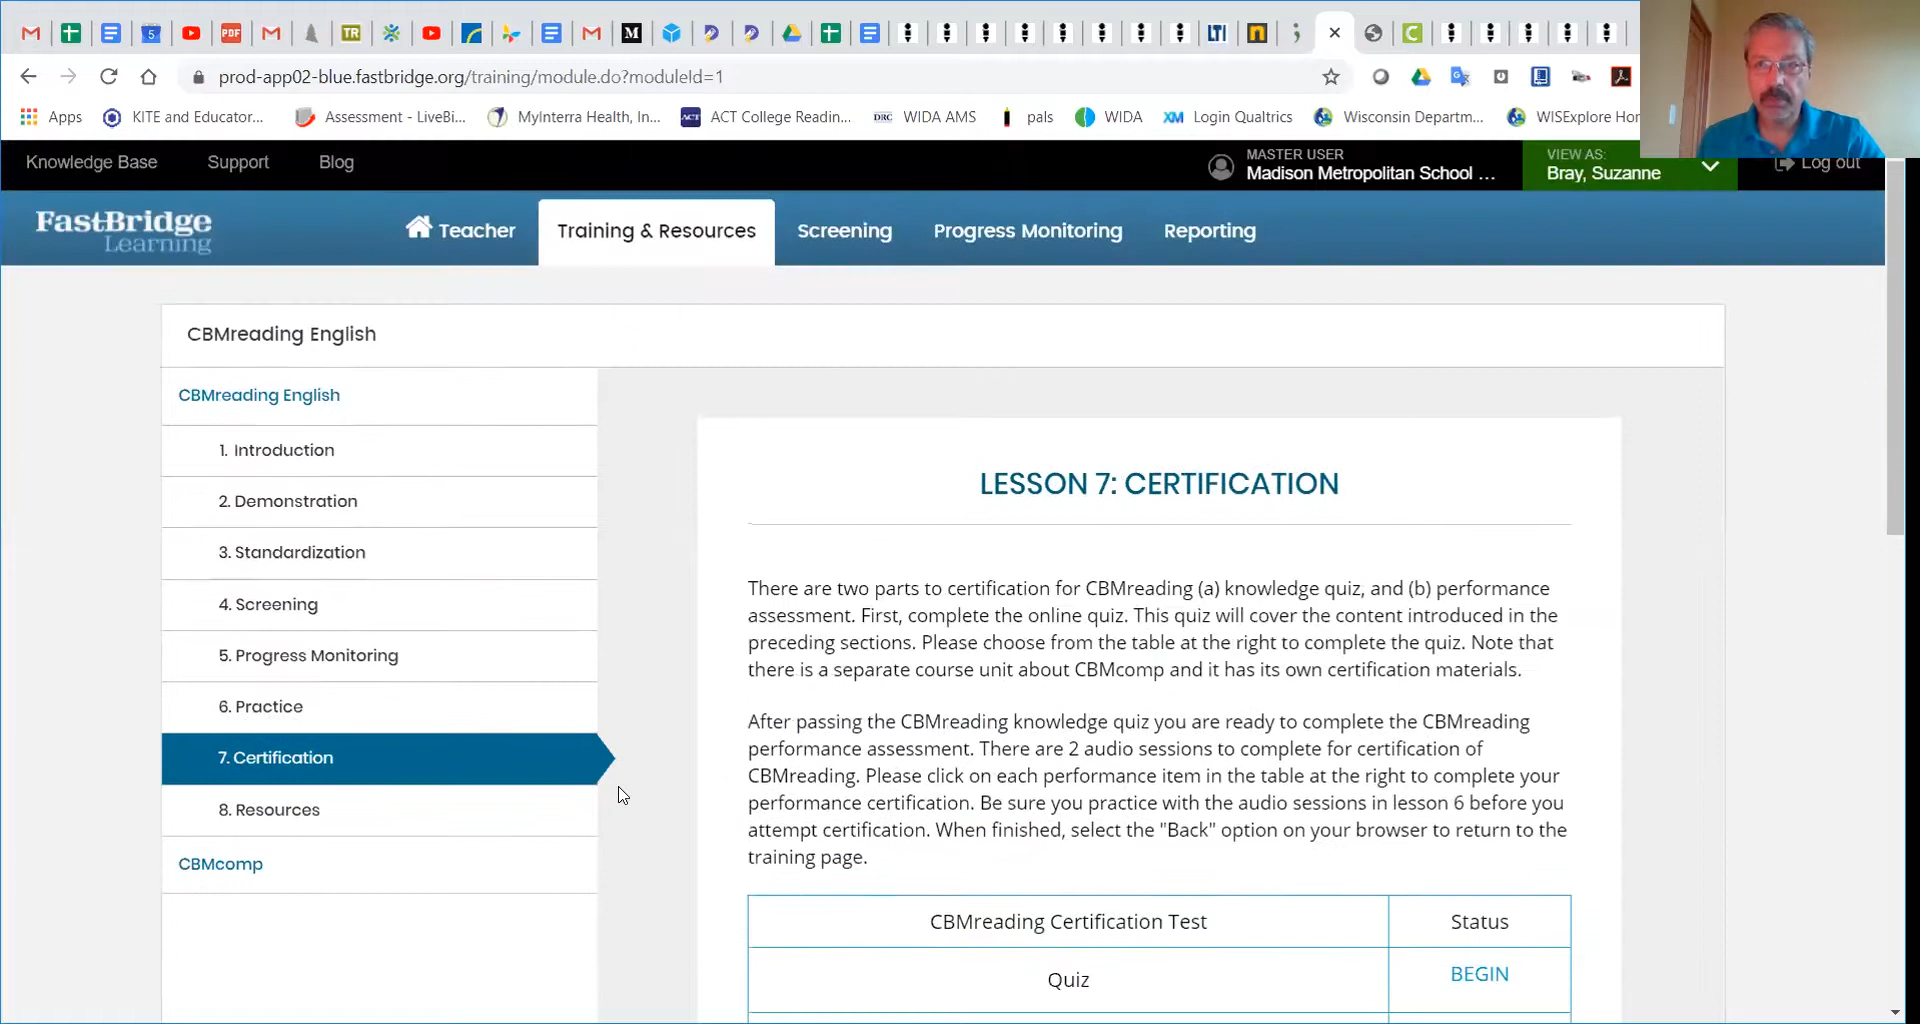 TR
5
PDF
M
LTI
n
C
prod-app02-blue.fastbridge.org/training/module.do?moduleId=1
Apps
KITE and Educator...
Assessment - LiveBi...
MyInterra Health, In...
ACT
ACT College Readin...
DRC
WIDA AMS
pals
WIDA
XM
Login Qualtrics
Wisconsin Departm...
WISExplore Hor
Knowledge Base
Support
Blog
MASTER USER
Madison Metropolitan School ...
VIEW AS:
Bray, Suzanne
Log out
FastBridge
Learning
Teacher
Training & Resources
Screening
Progress Monitoring
Reporting
CBMreading English
CBMreading English
1. Introduction
2. Demonstration
3. Standardization
4. Screening
5. Progress Monitoring
6. Practice
7. Certification
8. Resources
CBMcomp
LESSON 7: CERTIFICATION
There are two parts to certification for CBMreading (a) knowledge quiz, and (b) performance
assessment. First, complete the online quiz. This quiz will cover the content introduced in the
preceding sections. Please choose from the table at the right to complete the quiz. Note that
there is a separate course unit about CBMcomp and it has its own certification materials.
After passing the CBMreading knowledge quiz you are ready to complete the CBMreading
performance assessment. There are 2 audio sessions to complete for certification of
CBMreading. Please click on each performance item in the table at the right to complete your
performance certification. Be sure you practice with the audio sessions in lesson 6 before you
attempt certification. When finished, select the "Back" option on your browser to return to the
training page.
CBMreading Certification Test
Status
Quiz
BEGIN